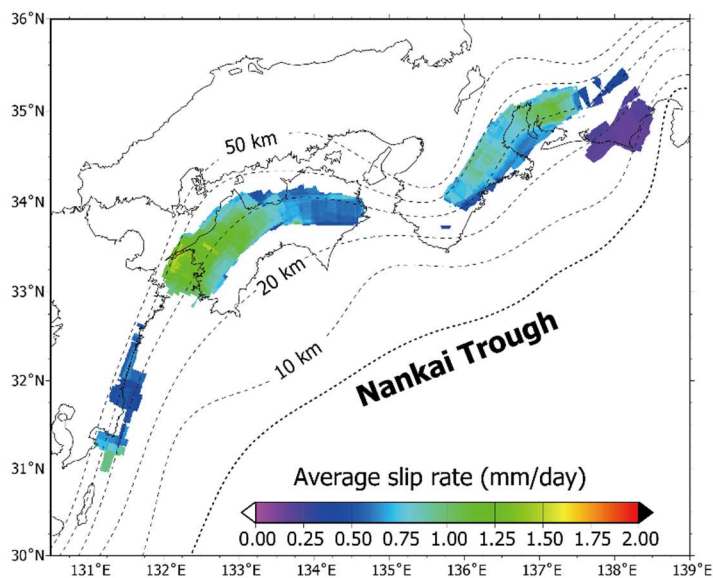 36°N
35°N
34°N
33°N
32°N
31°N
30°N
50 km
20 km
10 km
Nankai Trough
Average slip rate (mm/day)
0.00 0.25 0.50 0.75 1.00 1.25 1.50 1.75 2.00
131°E 132°E 133°E 134°E 135°E 136°E 137°E 138°E 139°E